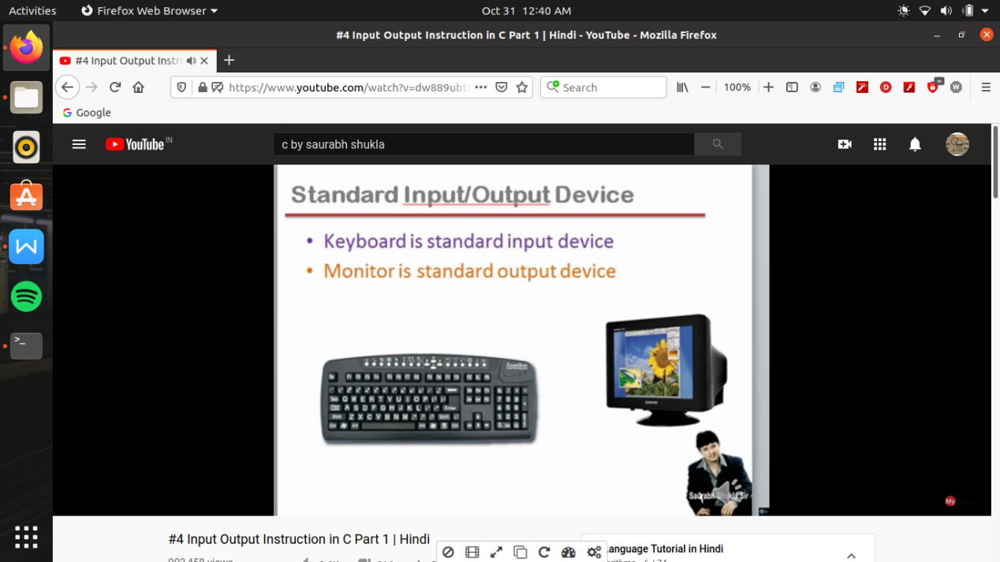 Activities
Firefox Web Browser
Oct 31 12:40 AM
#4 Input Output Instruction in C Part 1 | Hindi - YouTube - Mozilla Firefox
#4 Input Output Instr
https://www.youtube.com/watch?v=dw889ubt
Search
100%
Google
YouTube IN
c by saurabh shukla
Standard Input/Output Device
• Keyboard is standard input device
• Monitor is standard output device
SAMSUNG
Saurabh Shukla Sir
My
#4 Input Output Instruction in C Part 1 | Hindi
anguage Tutorial in Hindi